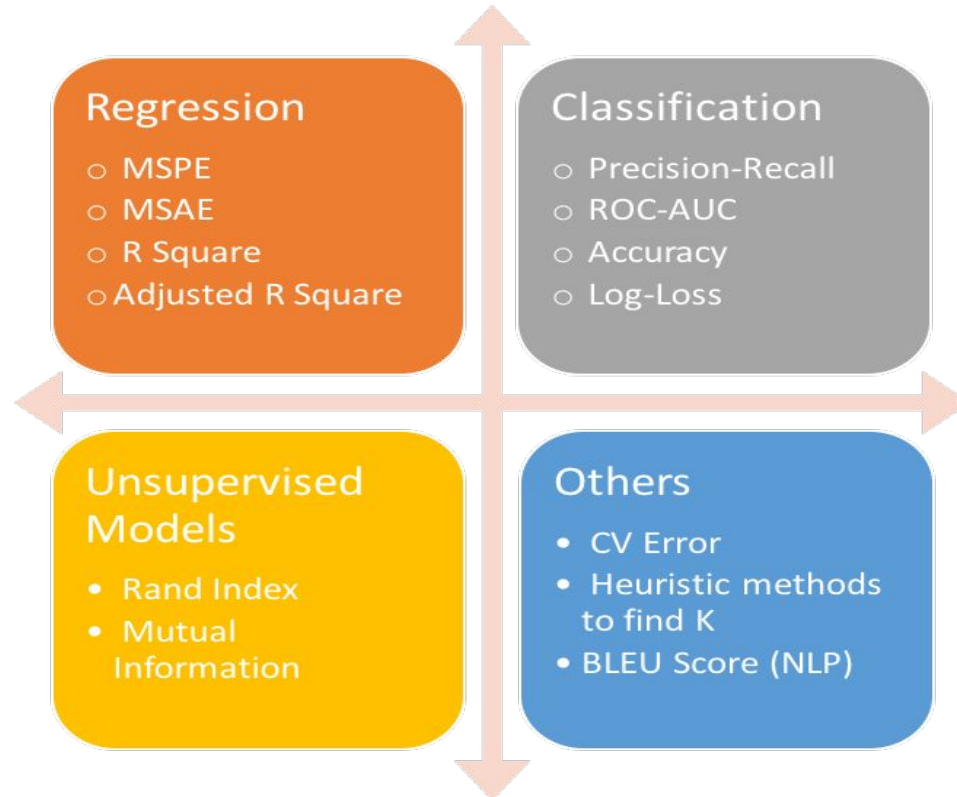 Regression
○ MSPE
○ MSAE
○ R Square
○ Adjusted R Square
Classification
○ Precision-Recall
○ ROC-AUC
○ Accuracy
○ Log-Loss
Unsupervised
Models
• Rand Index
• Mutual
Information
Others
• CV Error
• Heuristic methods
to find K
• BLEU Score (NLP)